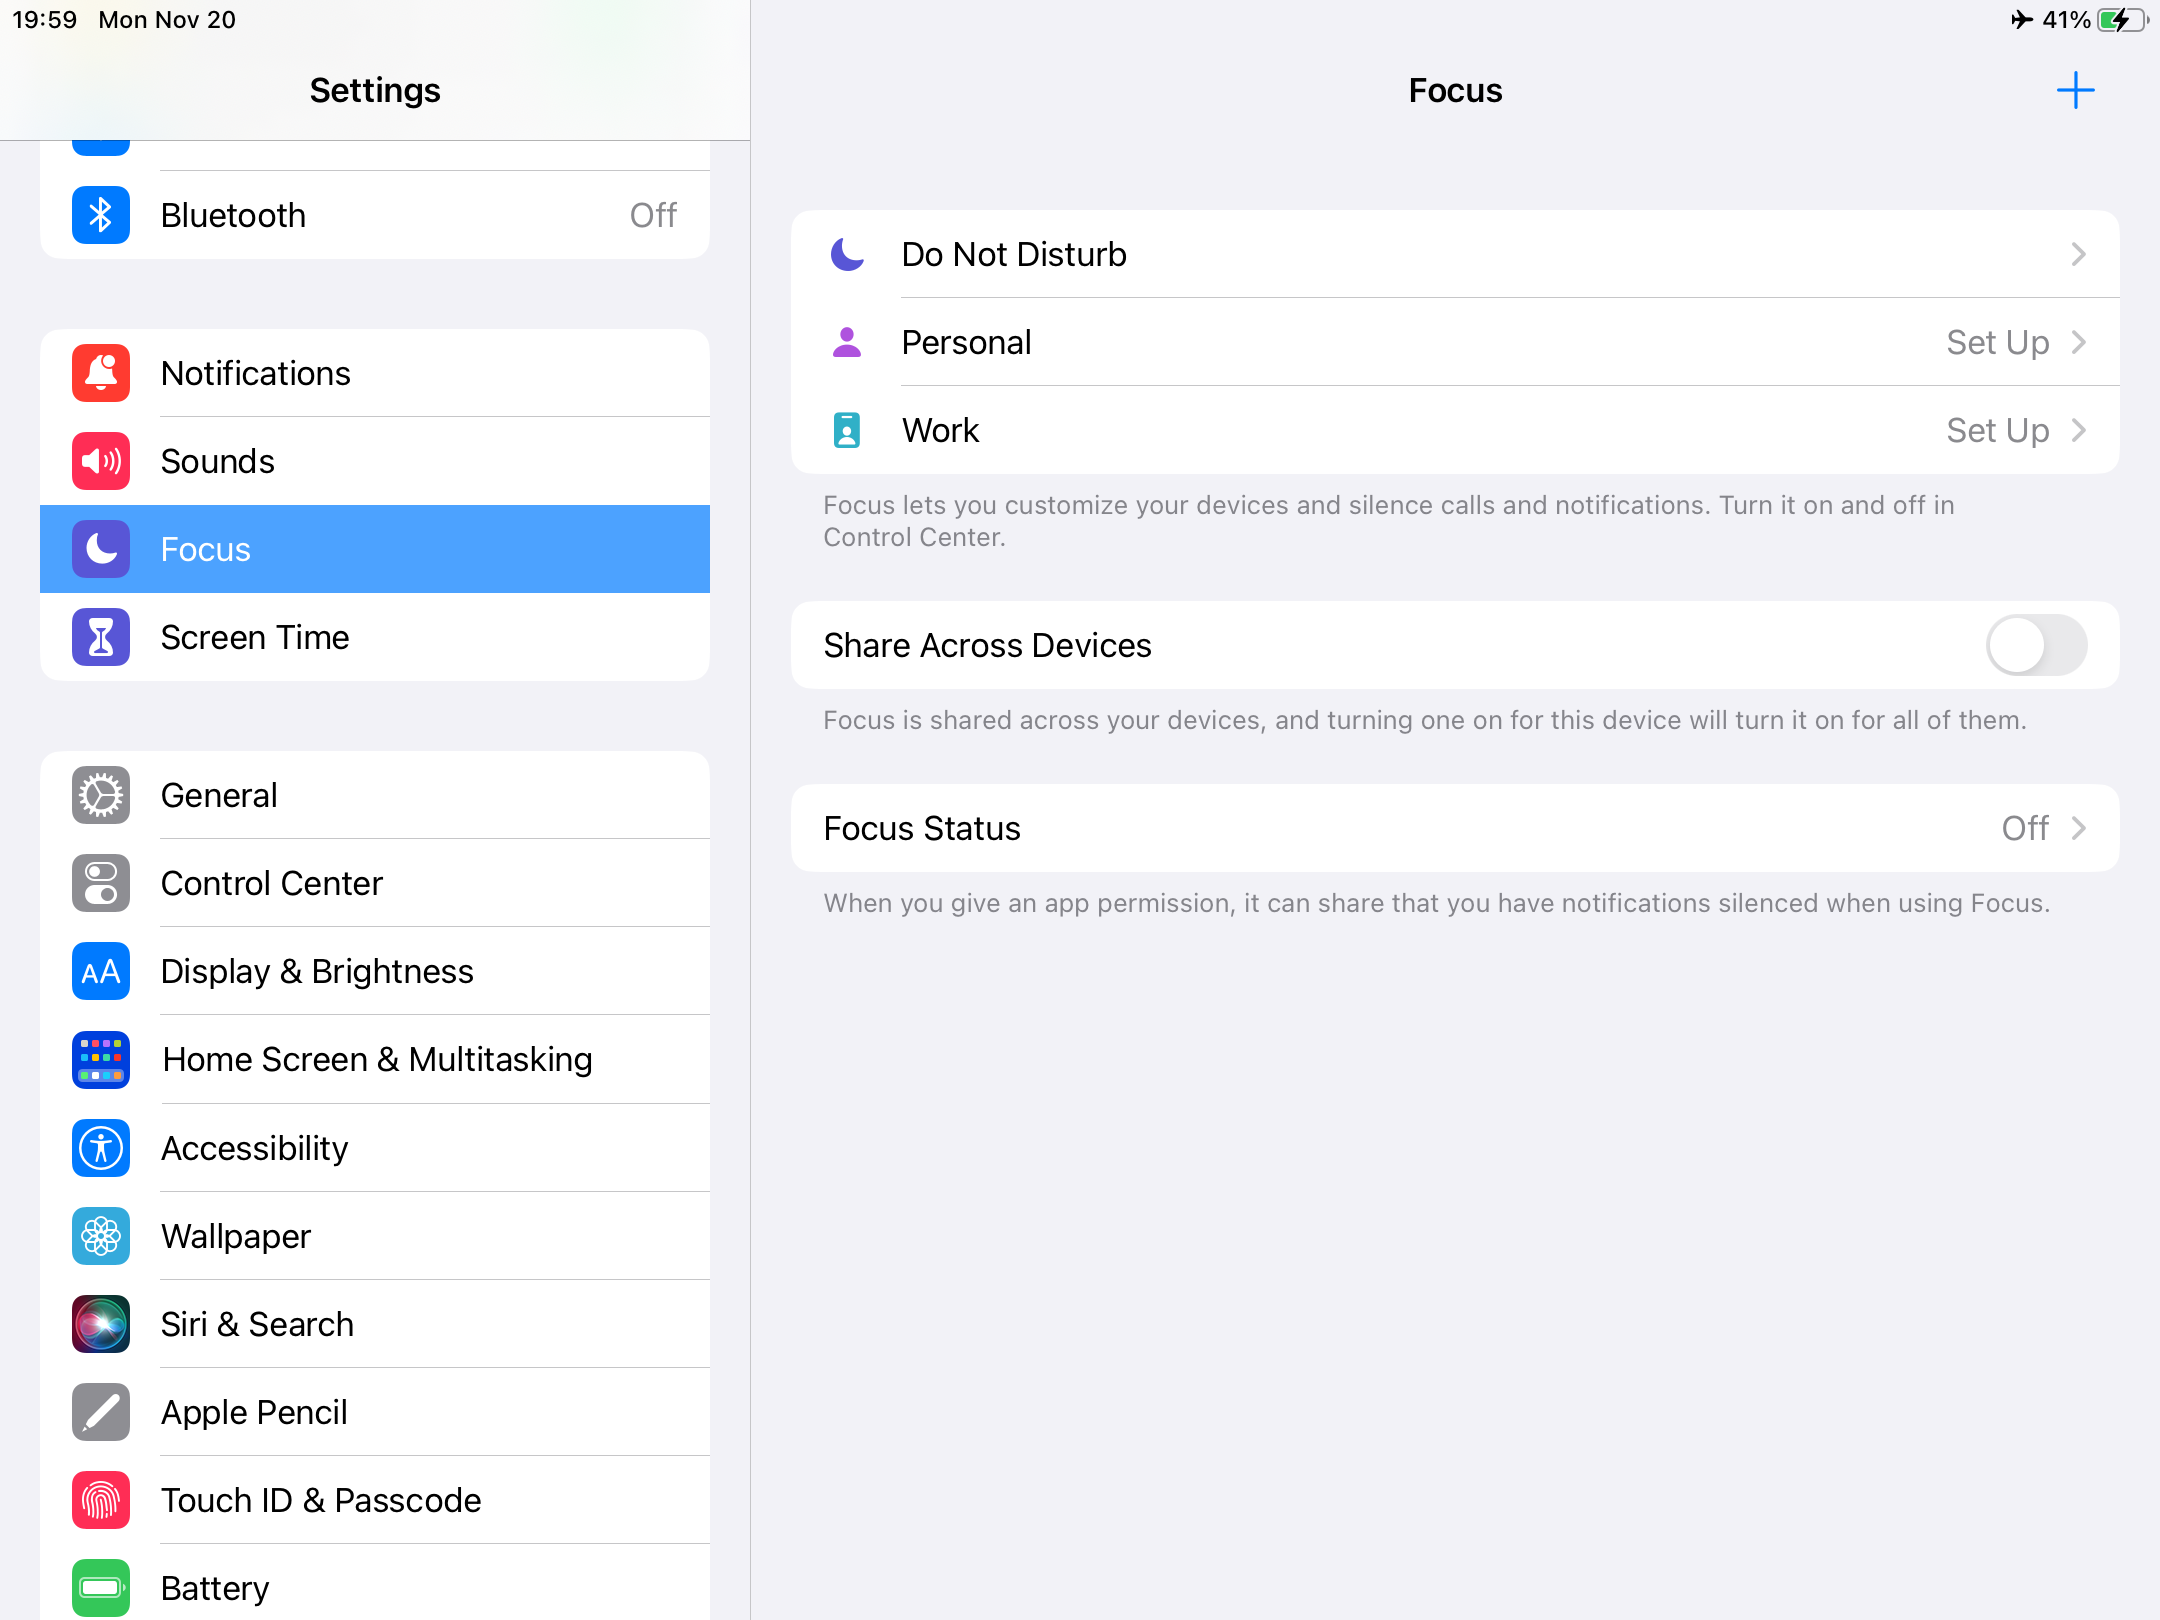 19:59 Mon Nov 20
41%
Settings
Bluetooth Off
Notifications
Sounds
Focus
Screen Time
General
Control Center
AA Display & Brightness
Home Screen & Multitasking
Accessibility
Wallpaper
Siri & Search
Apple Pencil
Touch ID & Passcode
Battery
Focus
Do Not Disturb
Personal Set Up
Work Set Up
Focus lets you customize your devices and silence calls and notifications. Turn it on and off in
Control Center.
Share Across Devices
Focus is shared across your devices, and turning one on for this device will turn it on for all of them.
Focus Status Off
When you give an app permission, it can share that you have notifications silenced when using Focus.